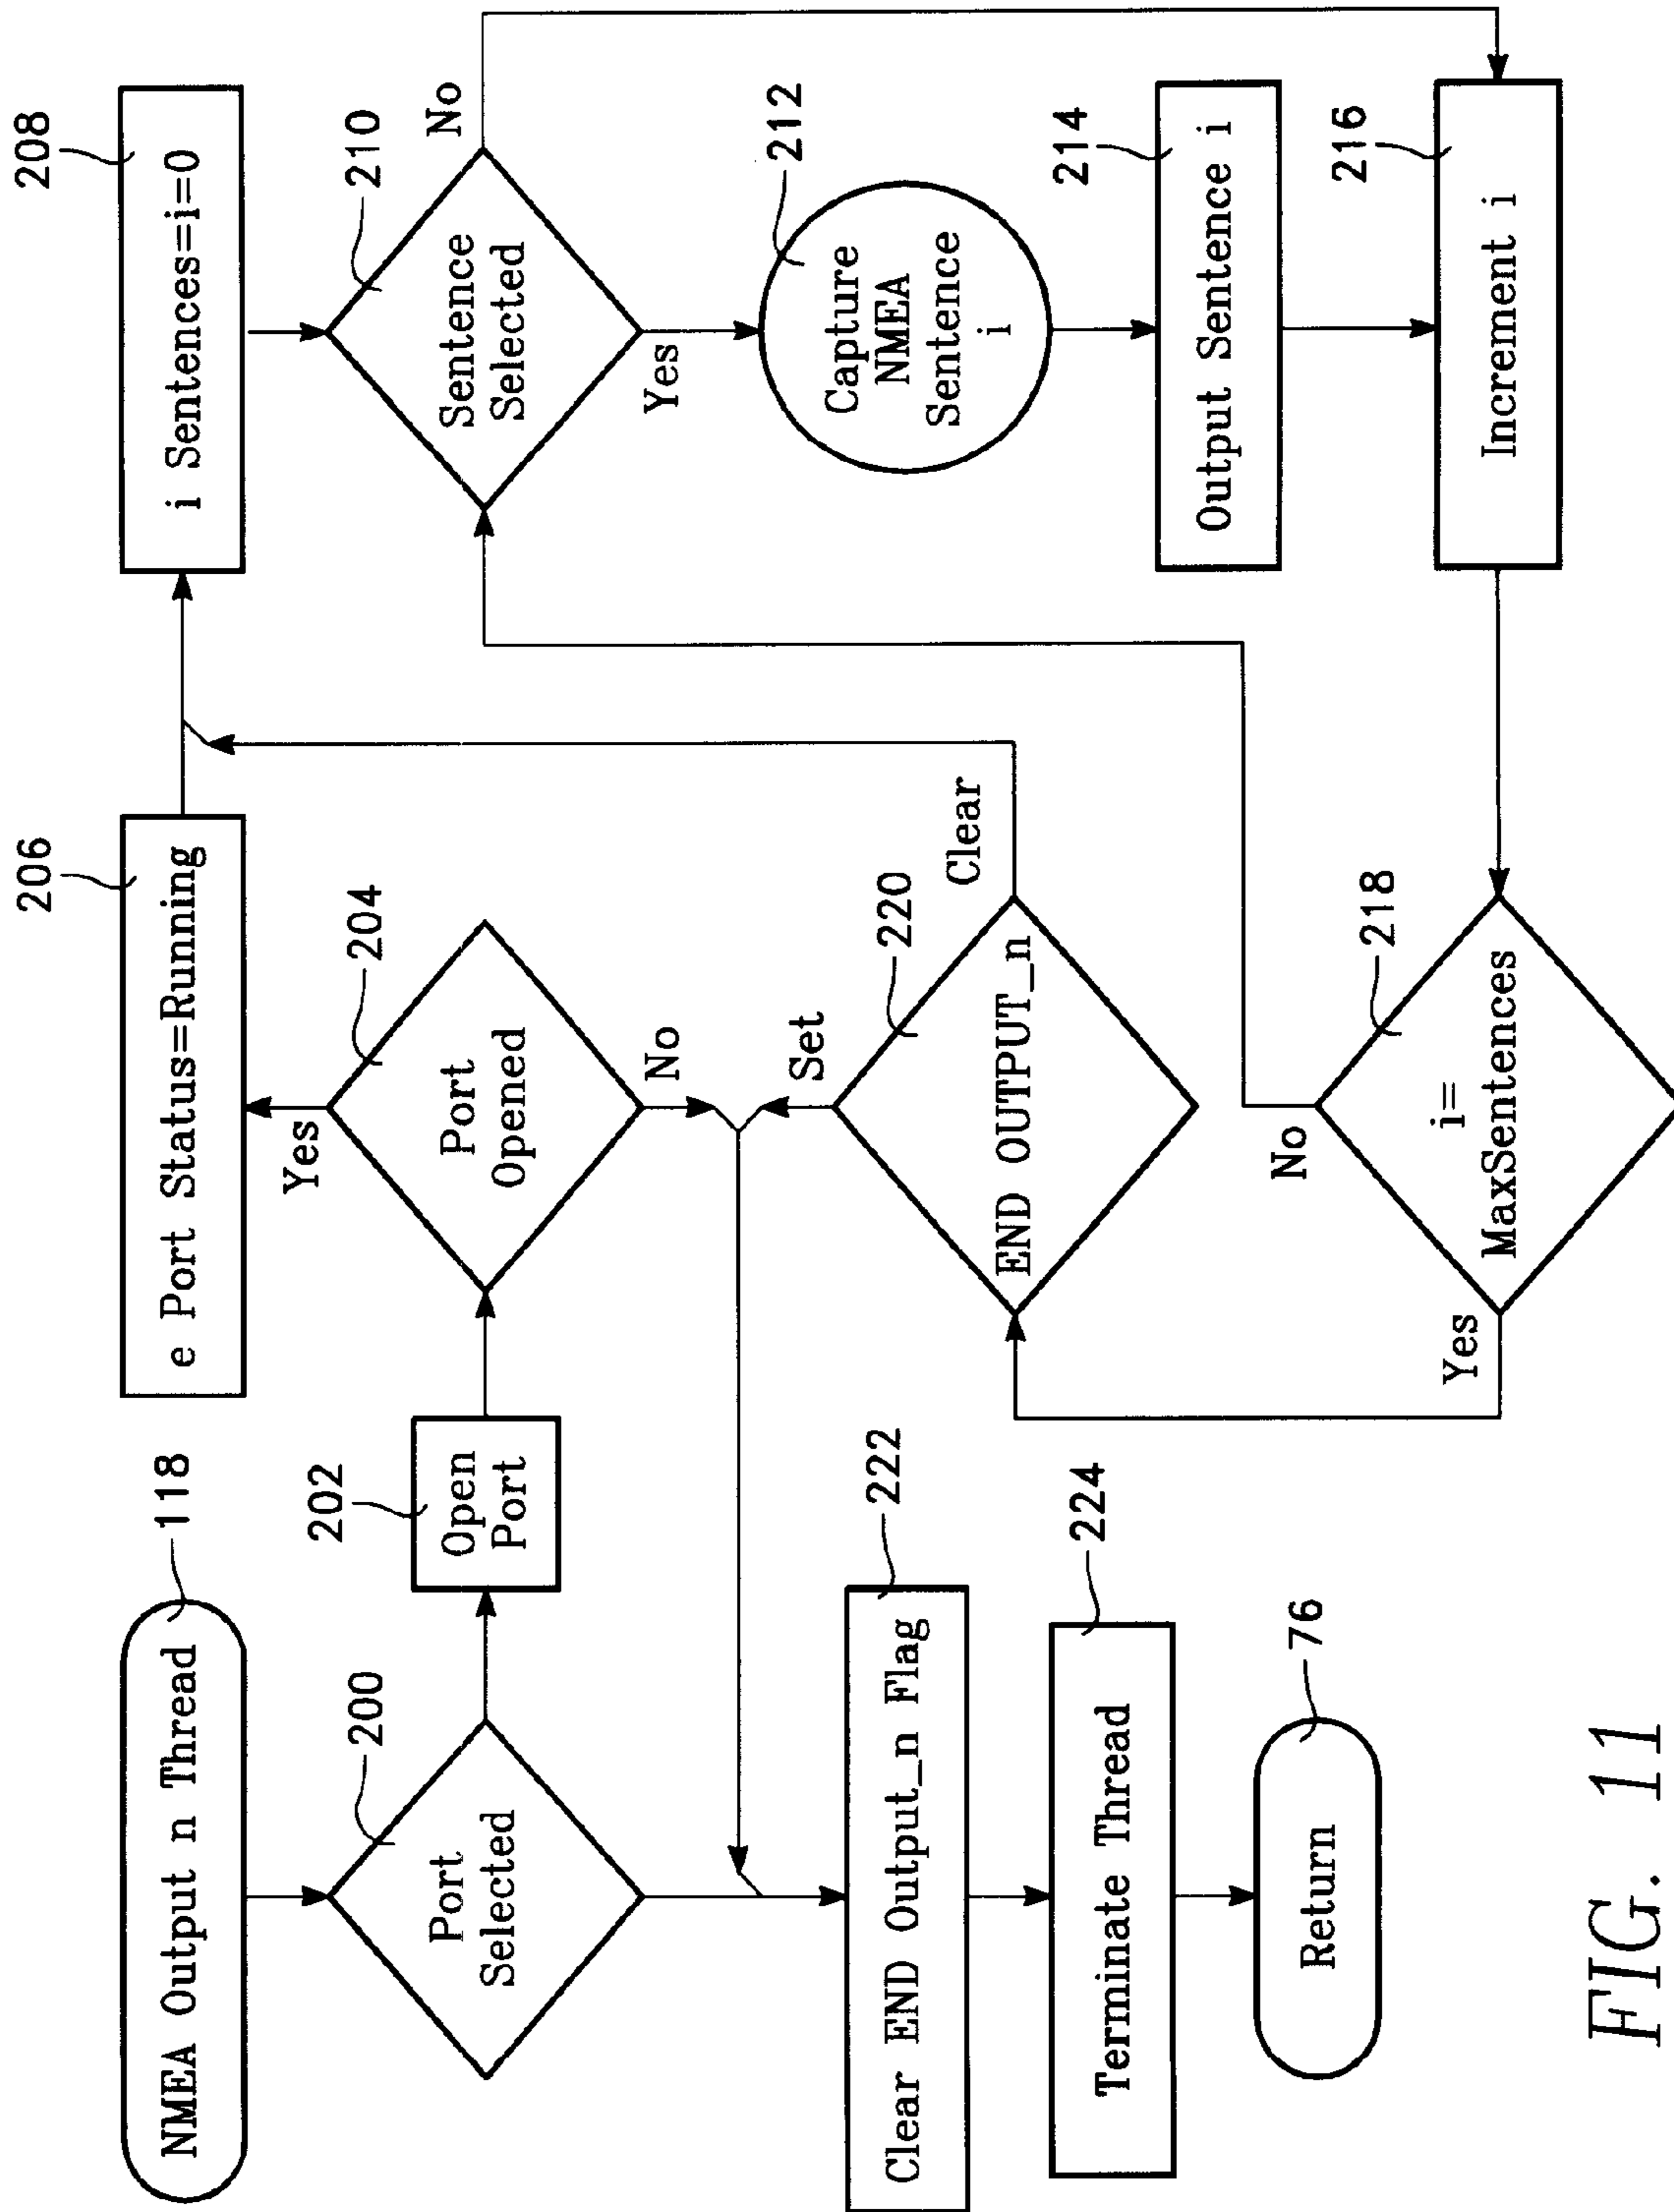 NMEA Output n Thread
118
Port
Selected
200
Open
Port
202
Port
Opened
204
Yes
No
e Port Status=Running
206
i Sentences=i=0
208
Sentence
Selected
210
No
Yes
Capture
NMEA
Sentence
i
212
Output Sentence i
214
Increment i
216
i=
MaxSentences
218
No
Yes
END OUTPUT_n
220
Set
Clear
Clear END Output_n Flag
222
Terminate Thread
224
Return
76
FIG. 11